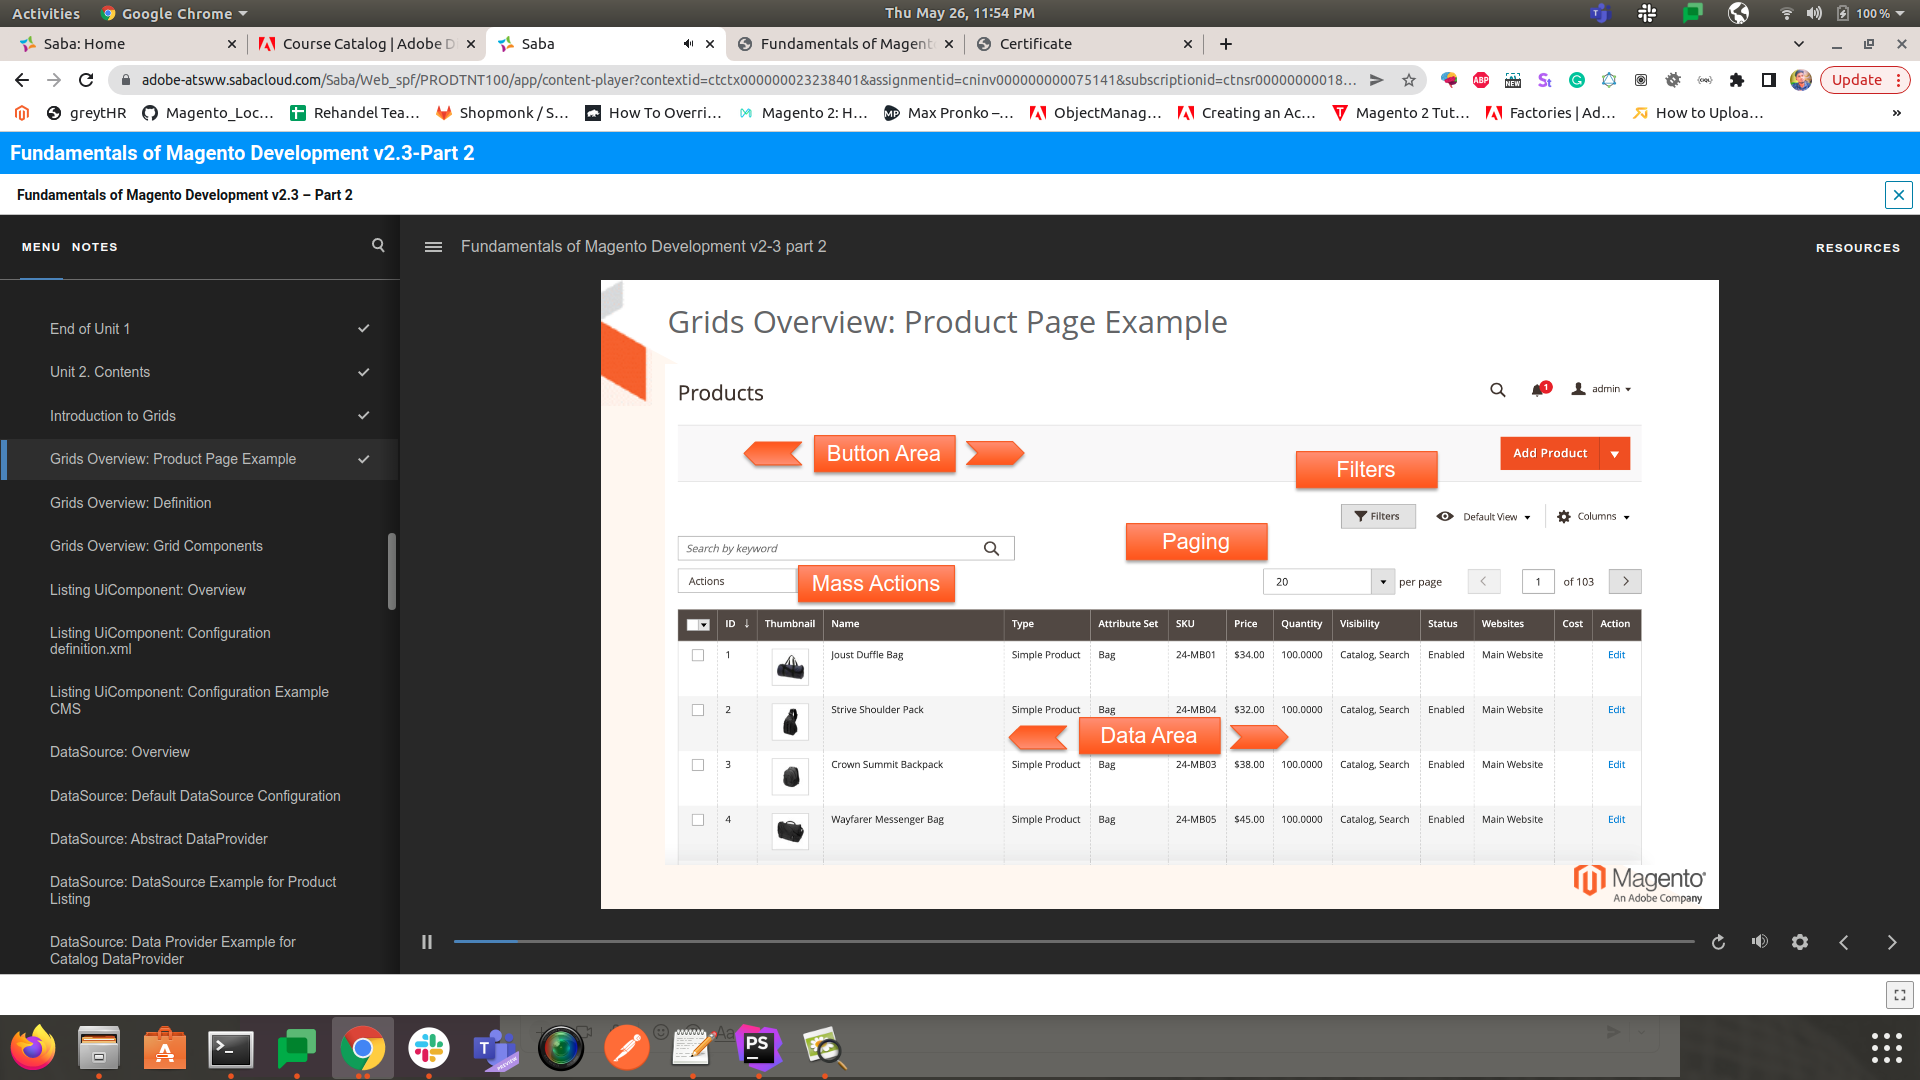 Activities
Google Chrome
Thu May 26, 11:54 PM
100 %
Saba: Home
Course Catalog | Adobe D
Saba
Fundamentals of Magent
Certificate
adobe-atsww.sabacloud.com/Saba/Web_spf/PRODTNT100/app/content-player?contextid=ctctx000000023238401&assignmentid=cninv000000000075141&subscriptionid=ctnsr00000000018...
ABP
NEW
St
Update
greytHR
Magento_Loc...
Rehandel Tea...
Shopmonk / S...
How To Overri...
Magento 2: H...
Max Pronko –...
ObjectManag...
Creating an Ac...
Magento 2 Tut...
Factories | Ad...
How to Uploa...
»
Fundamentals of Magento Development v2.3-Part 2
Fundamentals of Magento Development v2.3 – Part 2
MENU
NOTES
Fundamentals of Magento Development v2-3 part 2
RESOURCES
End of Unit 1
Unit 2. Contents
Introduction to Grids
Grids Overview: Product Page Example
Grids Overview: Definition
Grids Overview: Grid Components
Listing UiComponent: Overview
Listing UiComponent: Configuration
definition.xml
Listing UiComponent: Configuration Example
CMS
DataSource: Overview
DataSource: Default DataSource Configuration
DataSource: Abstract DataProvider
DataSource: DataSource Example for Product
Listing
DataSource: Data Provider Example for
Catalog DataProvider
Grids Overview: Product Page Example
Products
1
admin
Button Area
Add Product
Filters
Filters
Default View
Columns
Paging
Search by keyword
Actions
Mass Actions
20
per page
1
of 103
ID ↓ Thumbnail Name Type Attribute Set SKU Price Quantity Visibility Status Websites Cost Action
1 Joust Duffle Bag Simple Product Bag 24-MB01 $34.00 100.0000 Catalog, Search Enabled Main Website Edit
2 Strive Shoulder Pack Simple Product Bag 24-MB04 $32.00 100.0000 Catalog, Search Enabled Main Website Edit
Data Area
3 Crown Summit Backpack Simple Product Bag 24-MB03 $38.00 100.0000 Catalog, Search Enabled Main Website Edit
4 Wayfarer Messenger Bag Simple Product Bag 24-MB05 $45.00 100.0000 Catalog, Search Enabled Main Website Edit
Magento
An Adobe Company
PS